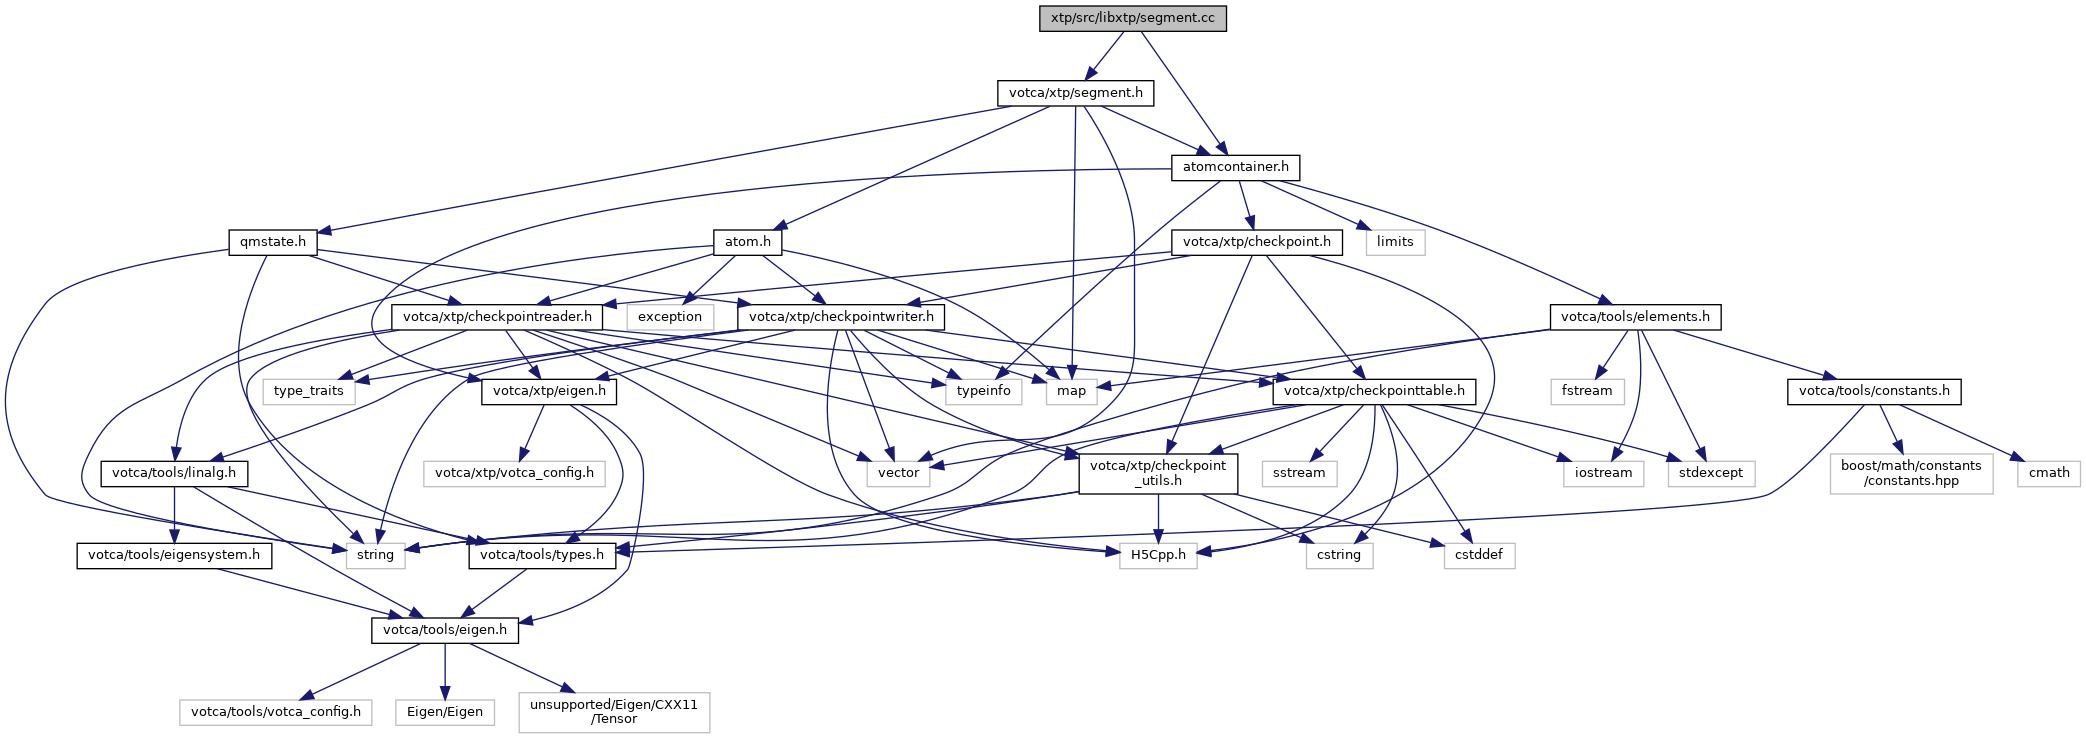 xtp/src/libxtp/segment.cc
votca/xtp/segment.h
atomcontainer.h
qmstate.h
atom.h
votca/xtp/checkpoint.h
limits
votca/xtp/checkpointreader.h
exception
votca/xtp/checkpointwriter.h
votca/tools/elements.h
type_traits
votca/xtp/eigen.h
typeinfo
map
votca/xtp/checkpointtable.h
fstream
votca/tools/constants.h
votca/tools/linalg.h
votca/xtp/votca_config.h
vector
votca/xtp/checkpoint
_utils.h
sstream
iostream
stdexcept
boost/math/constants
/constants.hpp
cmath
votca/tools/eigensystem.h
string
votca/tools/types.h
H5Cpp.h
cstring
cstddef
votca/tools/eigen.h
votca/tools/votca_config.h
Eigen/Eigen
unsupported/Eigen/CXX11
/Tensor